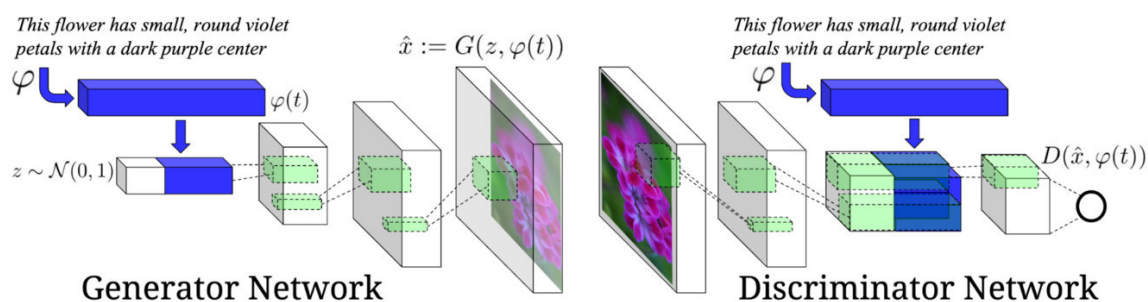 This flower has small, round violet
petals with a dark purple center
φ
φ(t)
z ∼ 𝒩(0, 1)
x̂ := G(z, φ(t))
Generator Network
This flower has small, round violet
petals with a dark purple center
φ
D(x̂, φ(t))
Discriminator Network